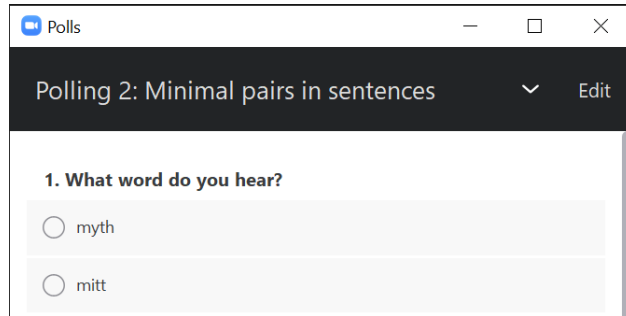 Polls
Polling 2: Minimal pairs in sentences Edit
1. What word do you hear?
myth
mitt